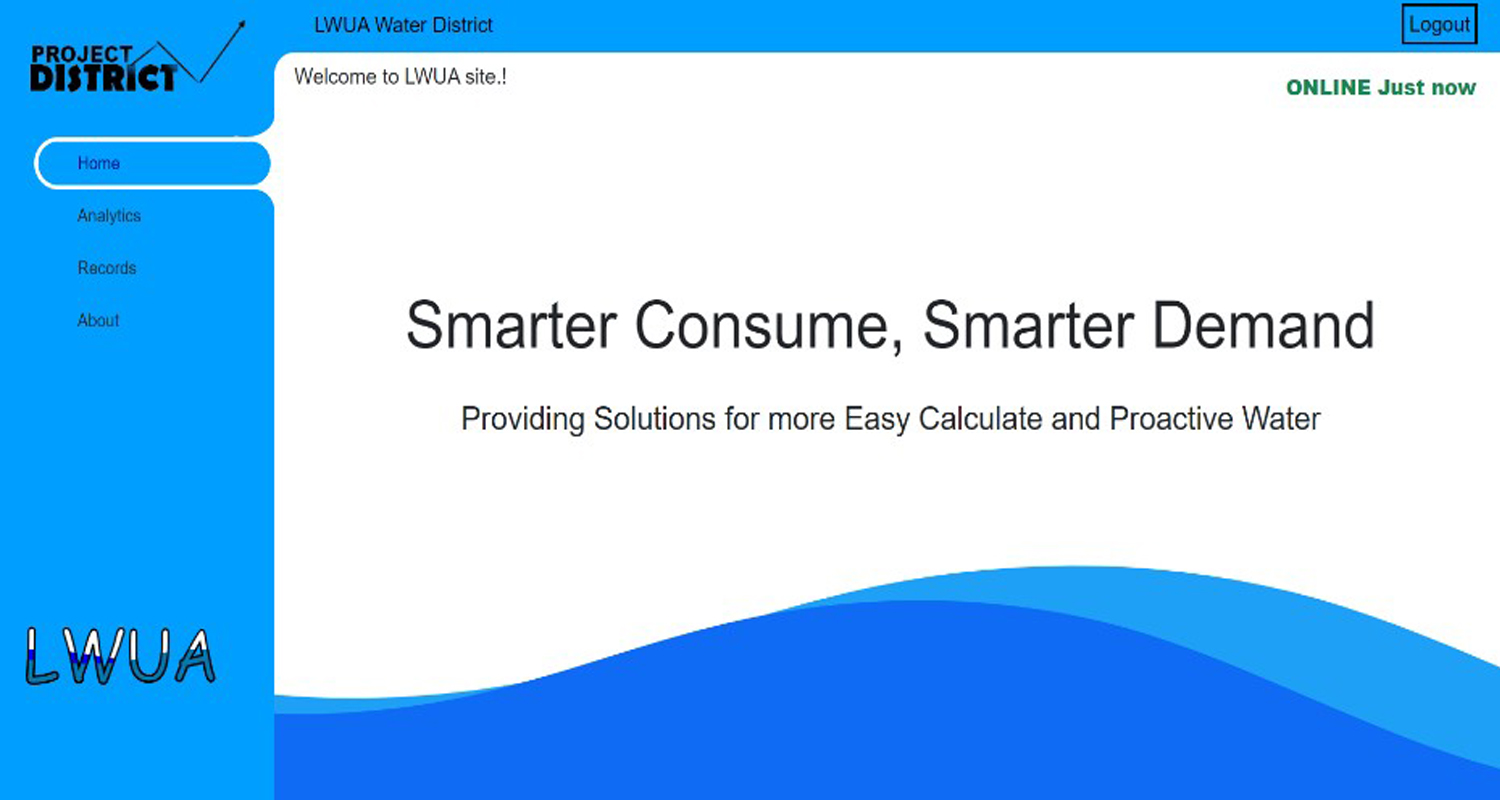 PROJECT
DISTRICT
LWUA Water District
Logout
Welcome to LWUA site.!
ONLINE Just now
Home
Analytics
Records
About
Smarter Consume, Smarter Demand
Providing Solutions for more Easy Calculate and Proactive Water
LWUA